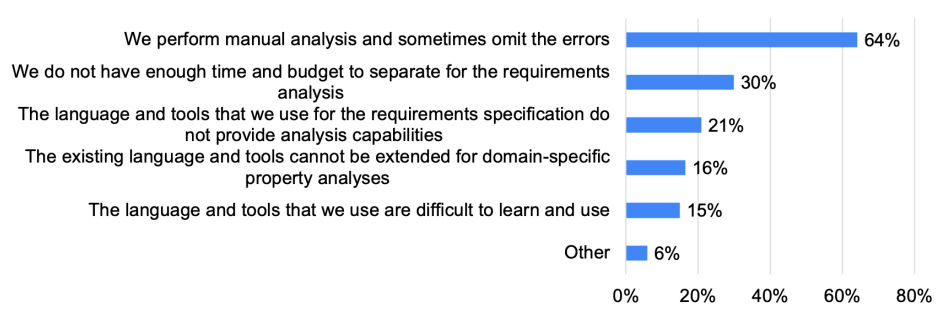 We perform manual analysis and sometimes omit the errors
64%
We do not have enough time and budget to separate for the requirements
analysis
30%
The language and tools that we use for the requirements specification do
not provide analysis capabilities
21%
The existing language and tools cannot be extended for domain-specific
property analyses
16%
The language and tools that we use are difficult to learn and use
15%
Other
6%
0% 20% 40% 60% 80%